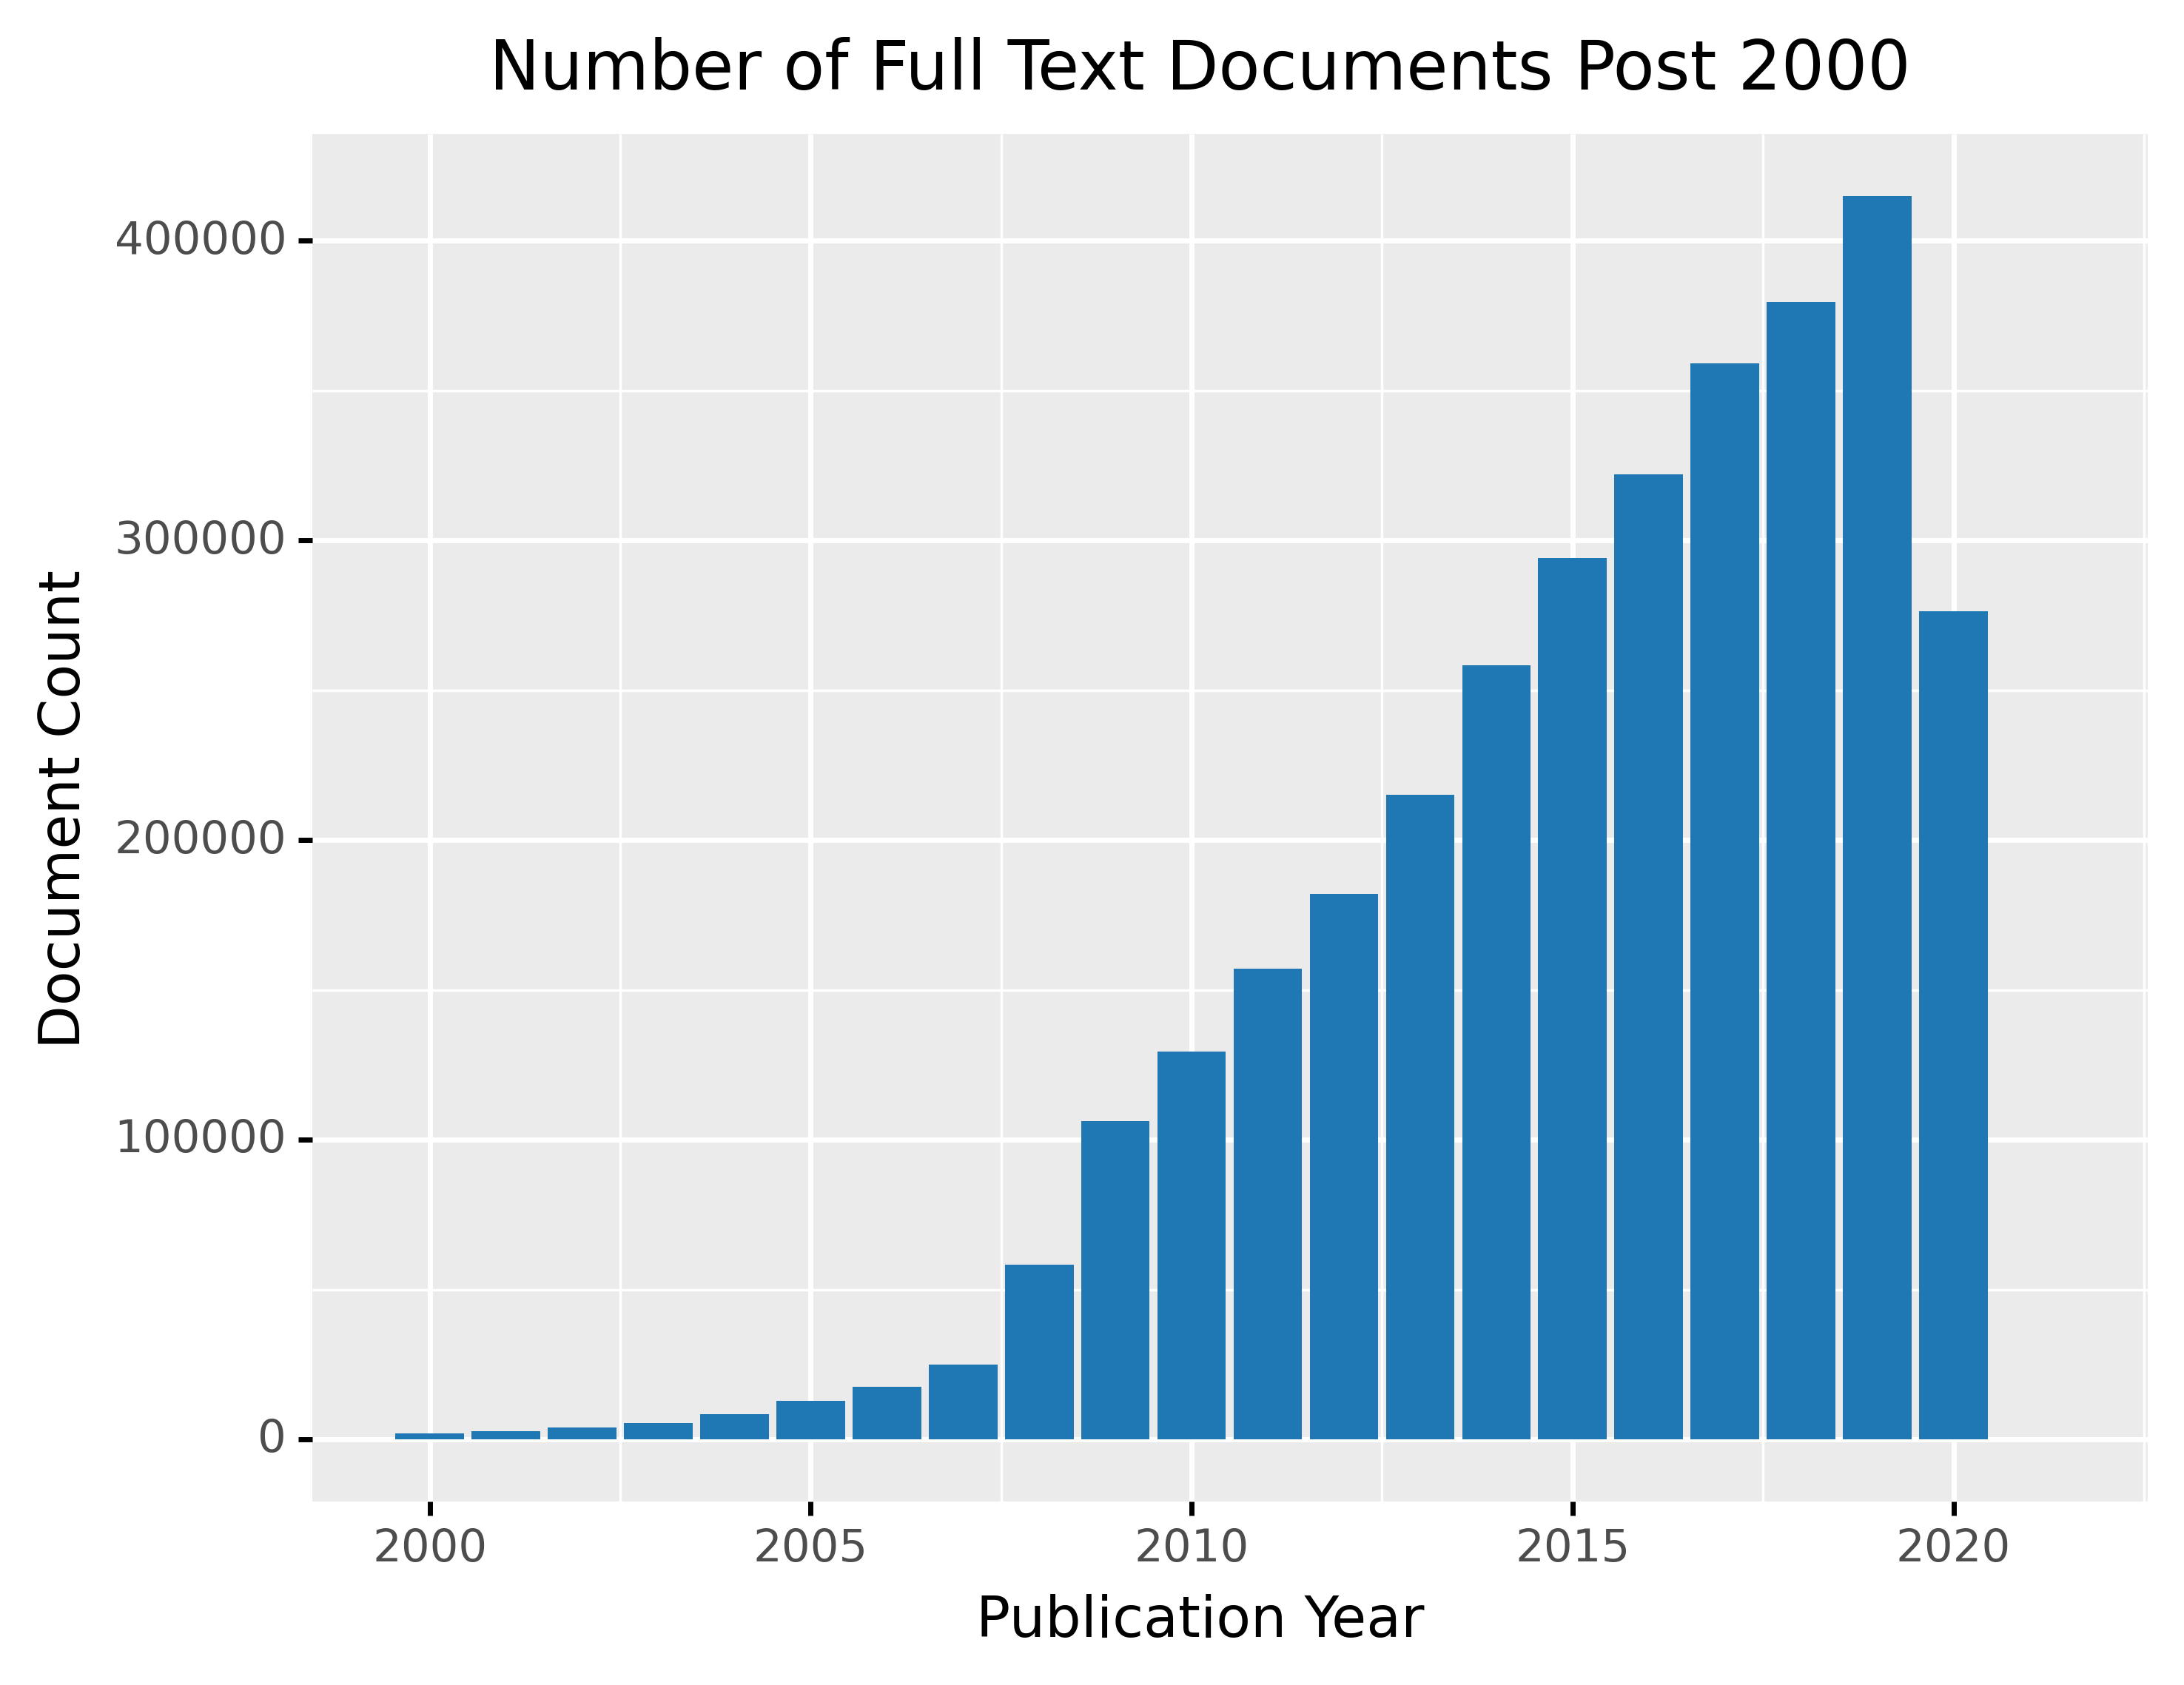 Number of Full Text Documents Post 2000
Document Count
400000
300000
200000
100000
0
2000 2005 2010 2015 2020
Publication Year